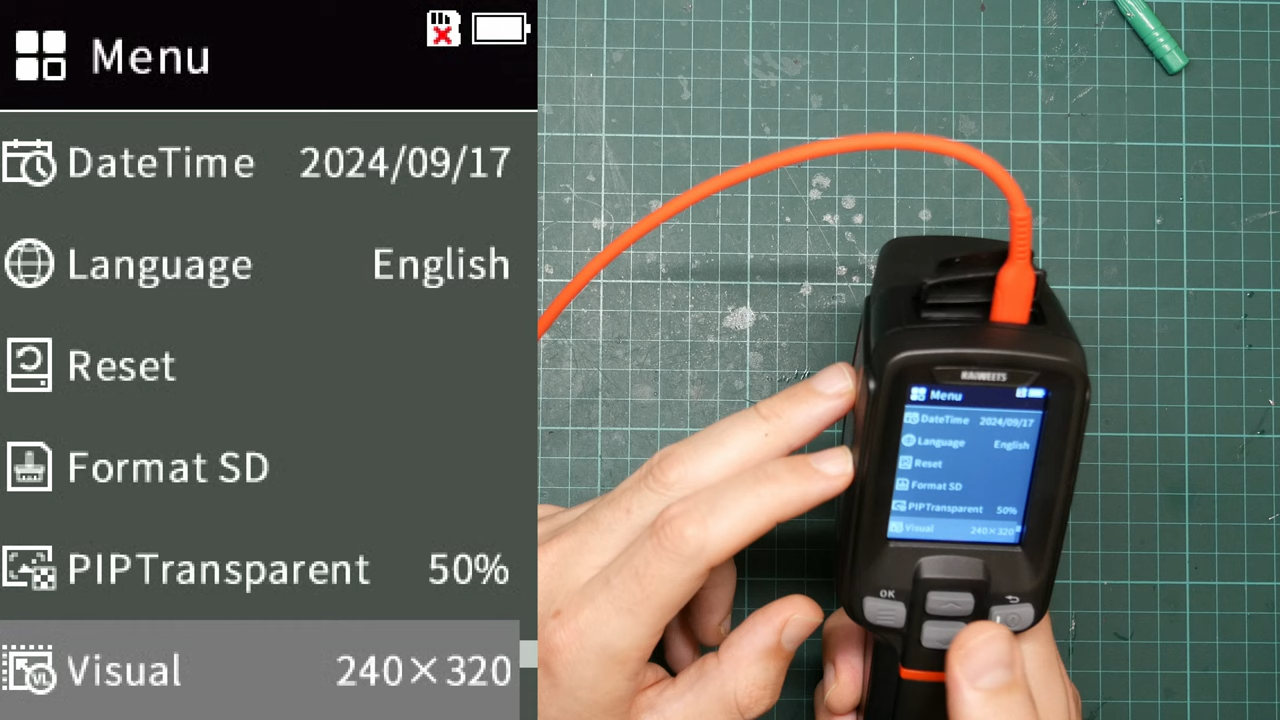 Menu
DateTime 2024/09/17
Language English
Reset
Format SD
PIPTransparent 50%
Visual 240×320
KAIWEETS
Menu
DateTime 2024/09/17
Language English
Reset
Format SD
PIPTransparent 50%
Visual 240×320
OK